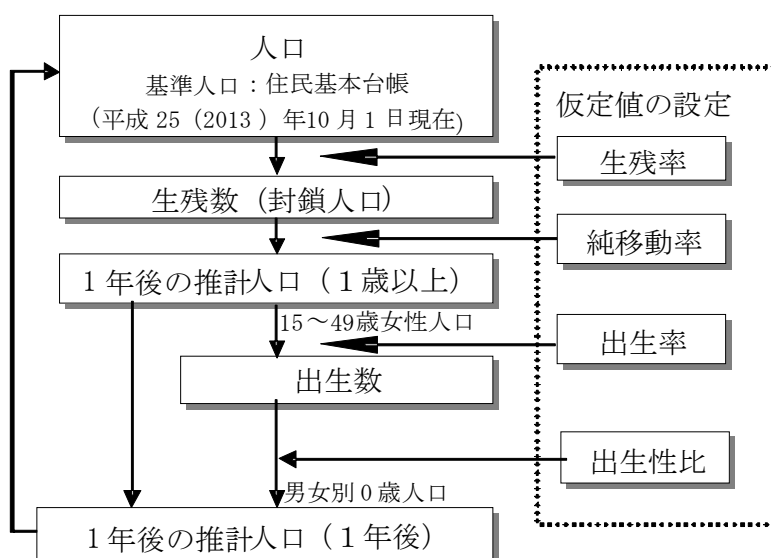 人口
基準人口：住民基本台帳
(平成 25 (2013 ) 年10 月 1 日現在)
仮定値の設定
生残率
生残数 (封鎖人口)
純移動率
1 年後の推計人口 (1 歳以上)
15～49歳女性人口
出生率
出生数
出生性比
男女別 0 歳人口
1 年後の推計人口 (1 年後)